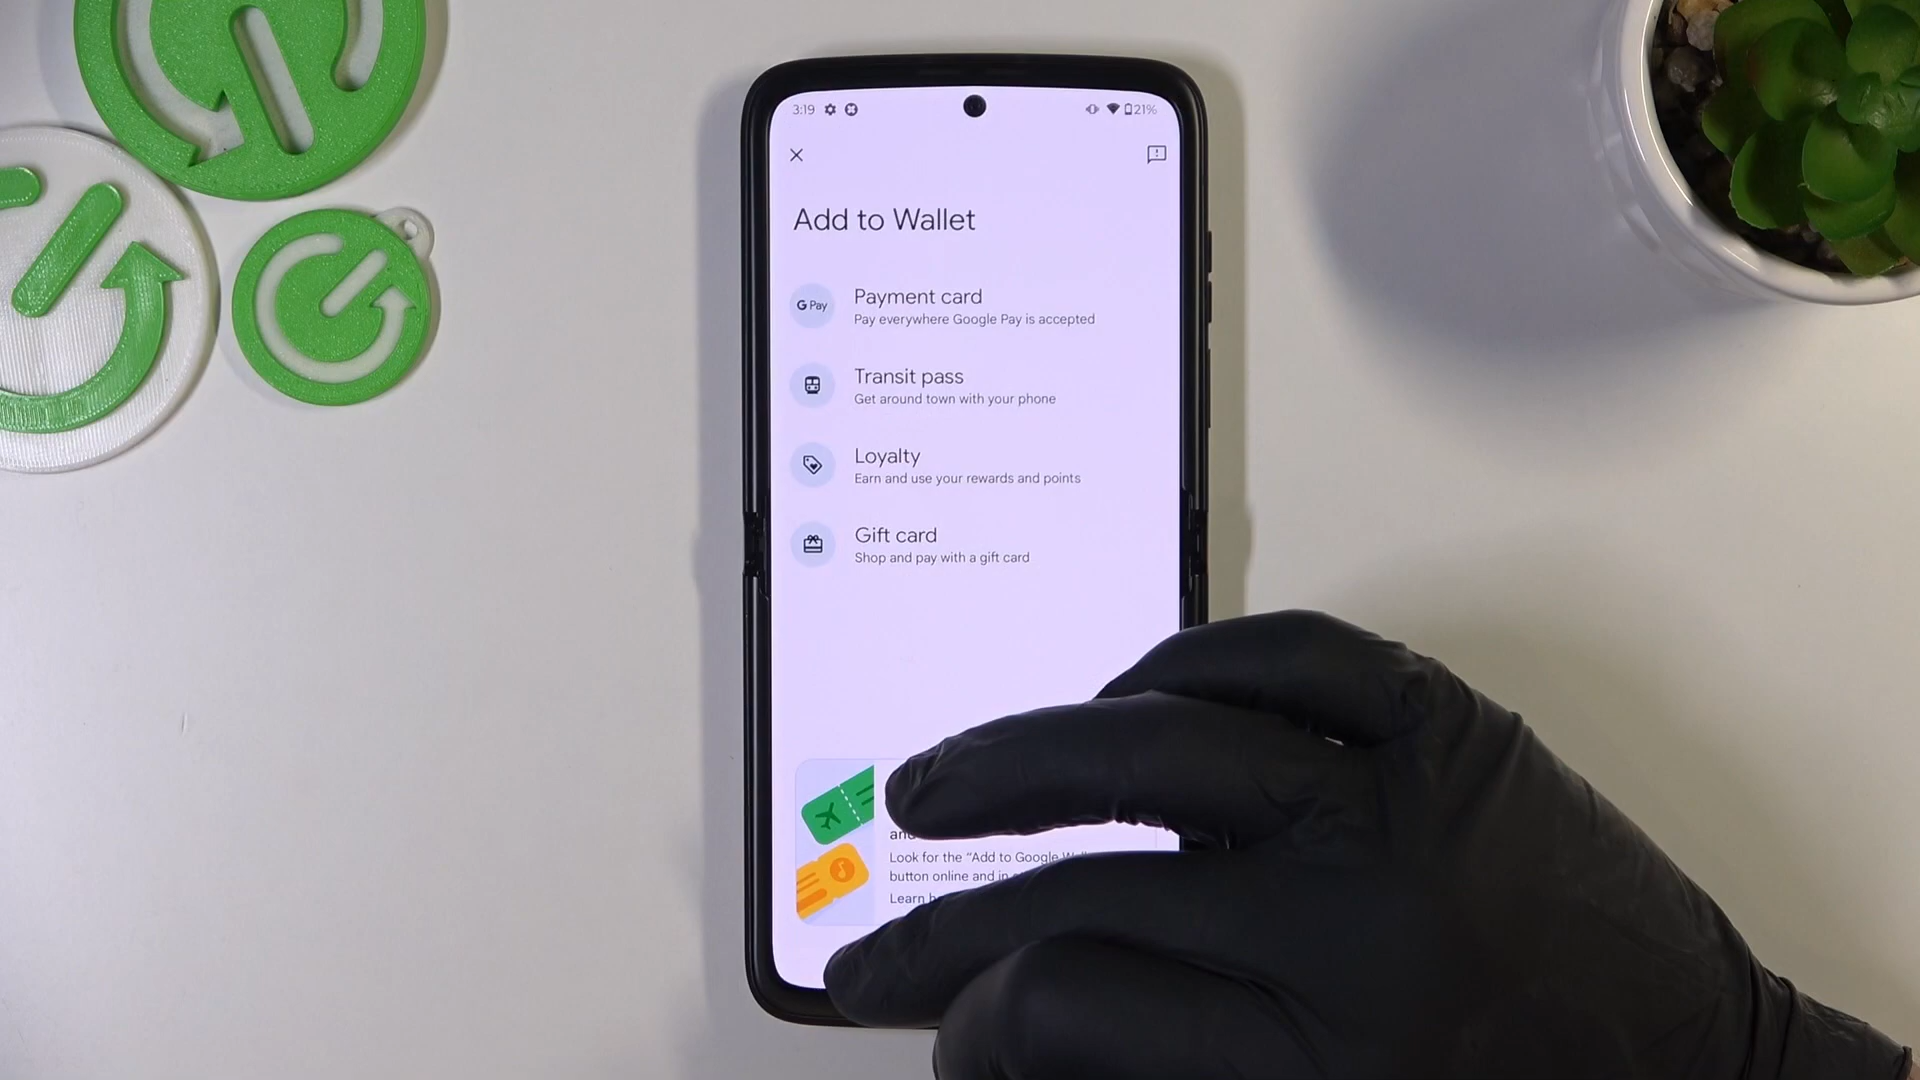 3:19
21%
Add to Wallet
G Pay
Payment card
Pay everywhere Google Pay is accepted
Transit pass
Get around town with your phone
Loyalty
Earn and use your rewards and points
Gift card
Shop and pay with a gift card
Look for the "Add to Google
button online and in
Learn